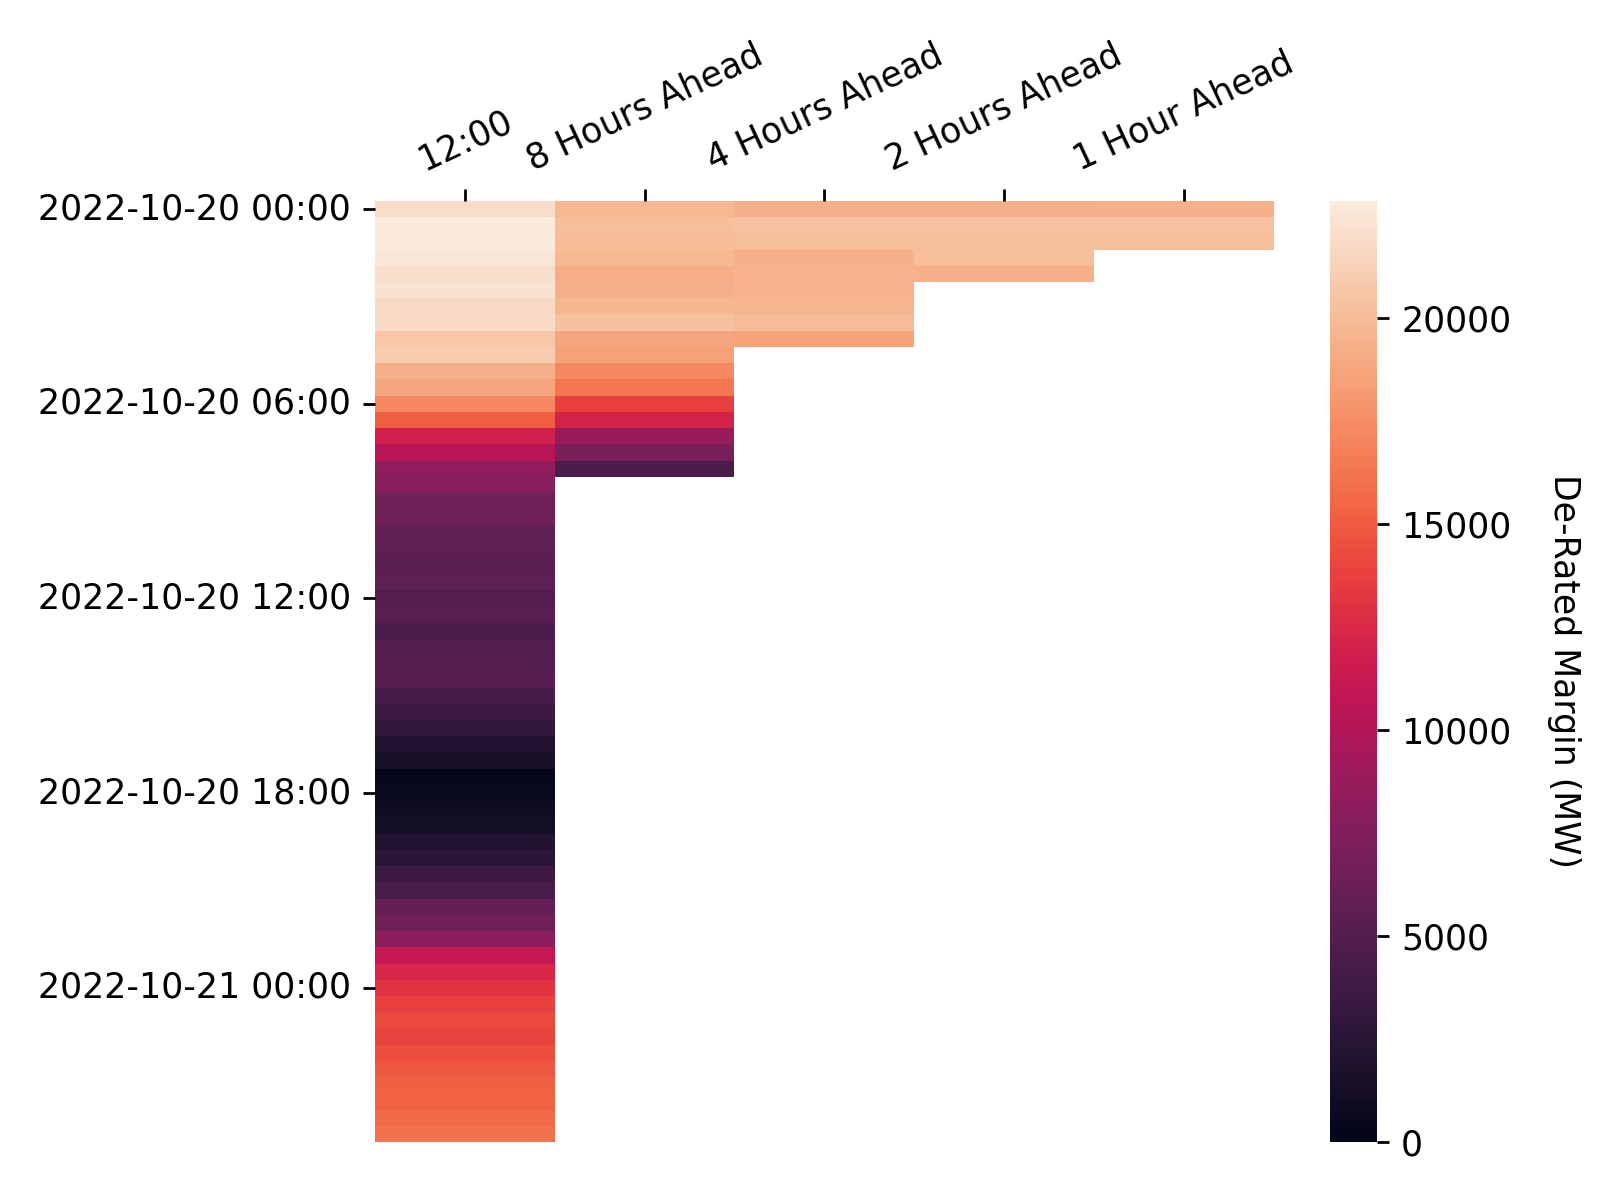 12:00
8 Hours Ahead
4 Hours Ahead
2 Hours Ahead
1 Hour Ahead
2022-10-20 00:00
2022-10-20 06:00
2022-10-20 12:00
2022-10-20 18:00
2022-10-21 00:00
20000
15000
10000
5000
0
De-Rated Margin (MW)